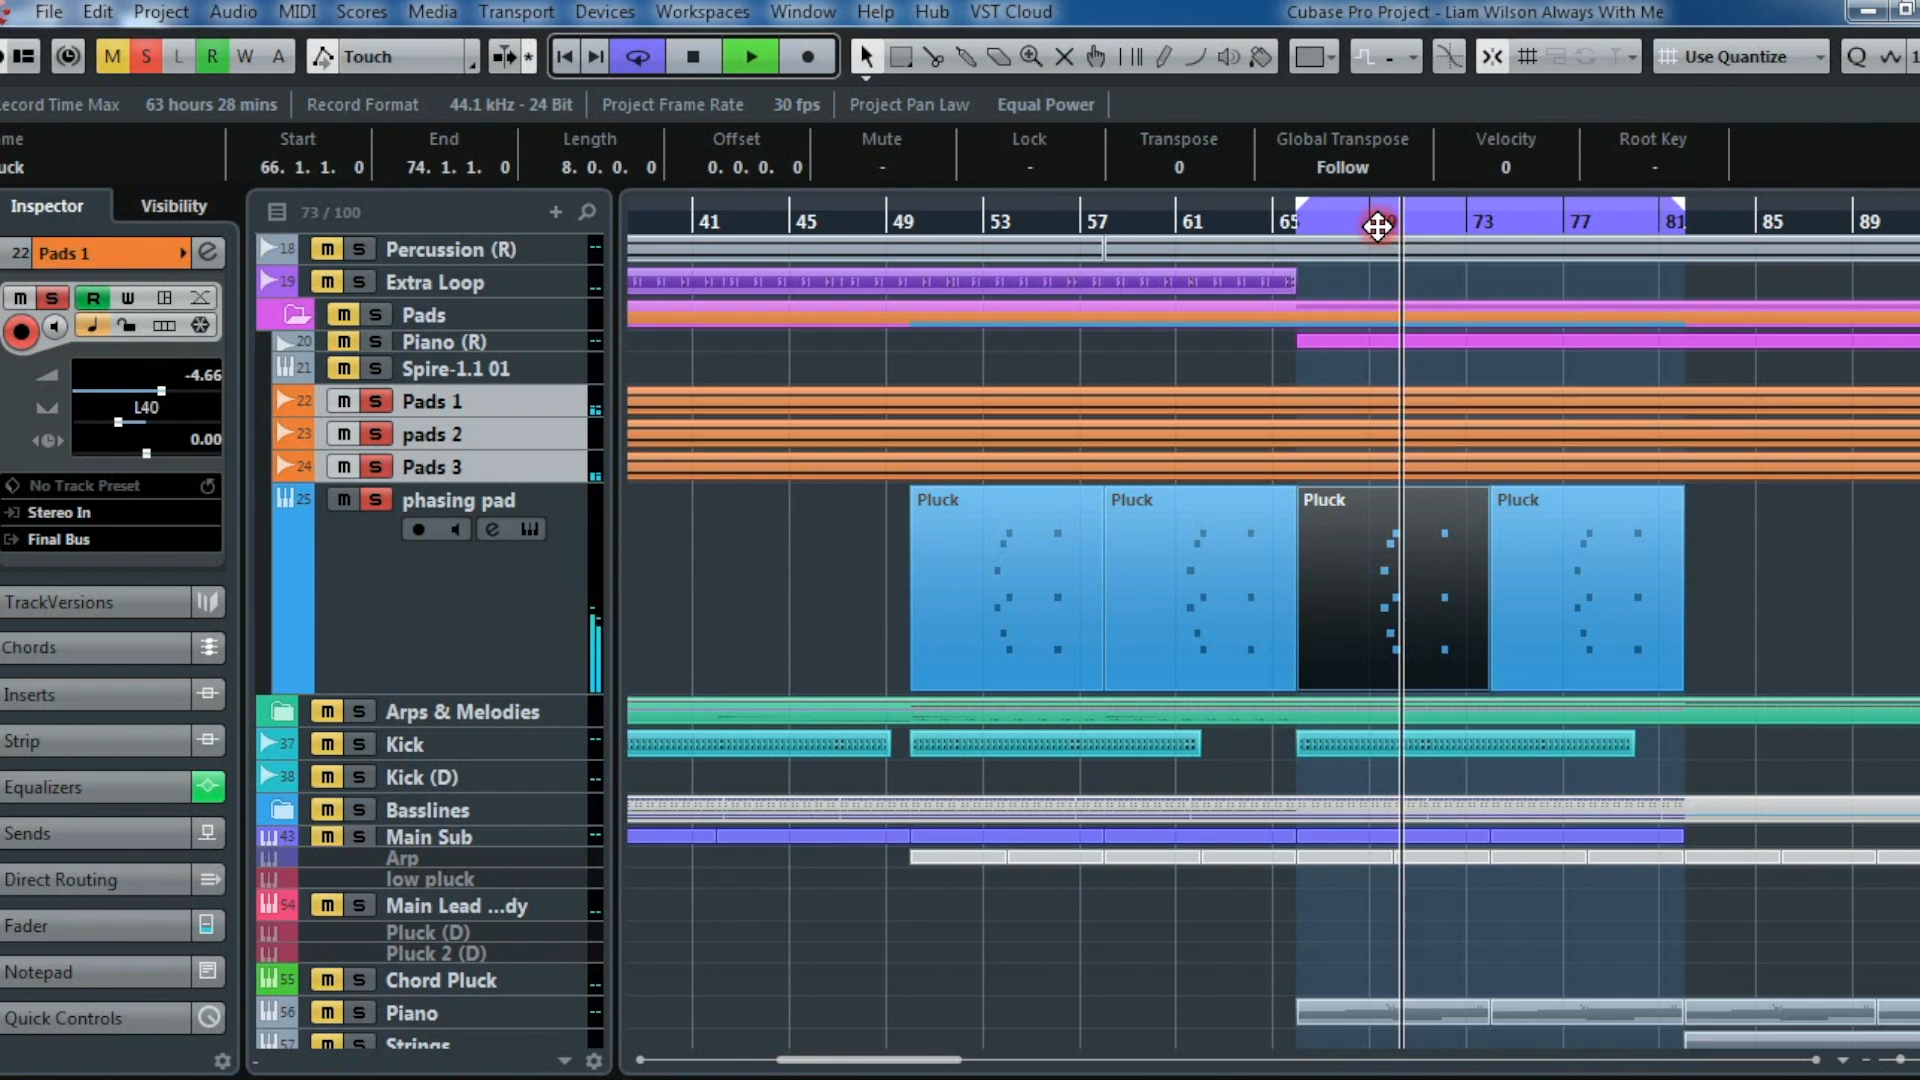 File Edit Project Audio MIDI Scores Media Transport Devices Workspaces Window Help Hub VST Cloud Cubase Pro Project - Liam Wilson Always With Me
M S L R W A Touch Use Quantize Q
ecord Time Max 63 hours 28 mins Record Format 44.1 kHz - 24 Bit Project Frame Rate 30 fps Project Pan Law Equal Power
me Start End Length Offset Mute Lock Transpose Global Transpose Velocity Root Key
uck 66. 1. 1. 0 74. 1. 1. 0 8. 0. 0. 0 0. 0. 0. 0 - - 0 Follow 0 -
Inspector Visibility 73 / 100
41 45 49 53 57 61 65 73 77 81 85 89
22 Pads 1
m S R W
-4.66
L40
0.00
No Track Preset
Stereo In
Final Bus
TrackVersions
Chords
Inserts
Strip
Equalizers
Sends
Direct Routing
Fader
Notepad
Quick Controls
18 m S Percussion (R)
19 m S Extra Loop
m S Pads
20 m S Piano (R)
21 m S Spire-1.1 01
22 m S Pads 1
23 m S pads 2
24 m S Pads 3
25 m S phasing pad
Pluck Pluck Pluck Pluck
m S Arps & Melodies
37 m S Kick
38 m S Kick (D)
m S Basslines
43 m S Main Sub
Arp
low pluck
54 m S Main Lead ...dy
Pluck (D)
Pluck 2 (D)
55 m S Chord Pluck
56 m S Piano
57 m S Strings